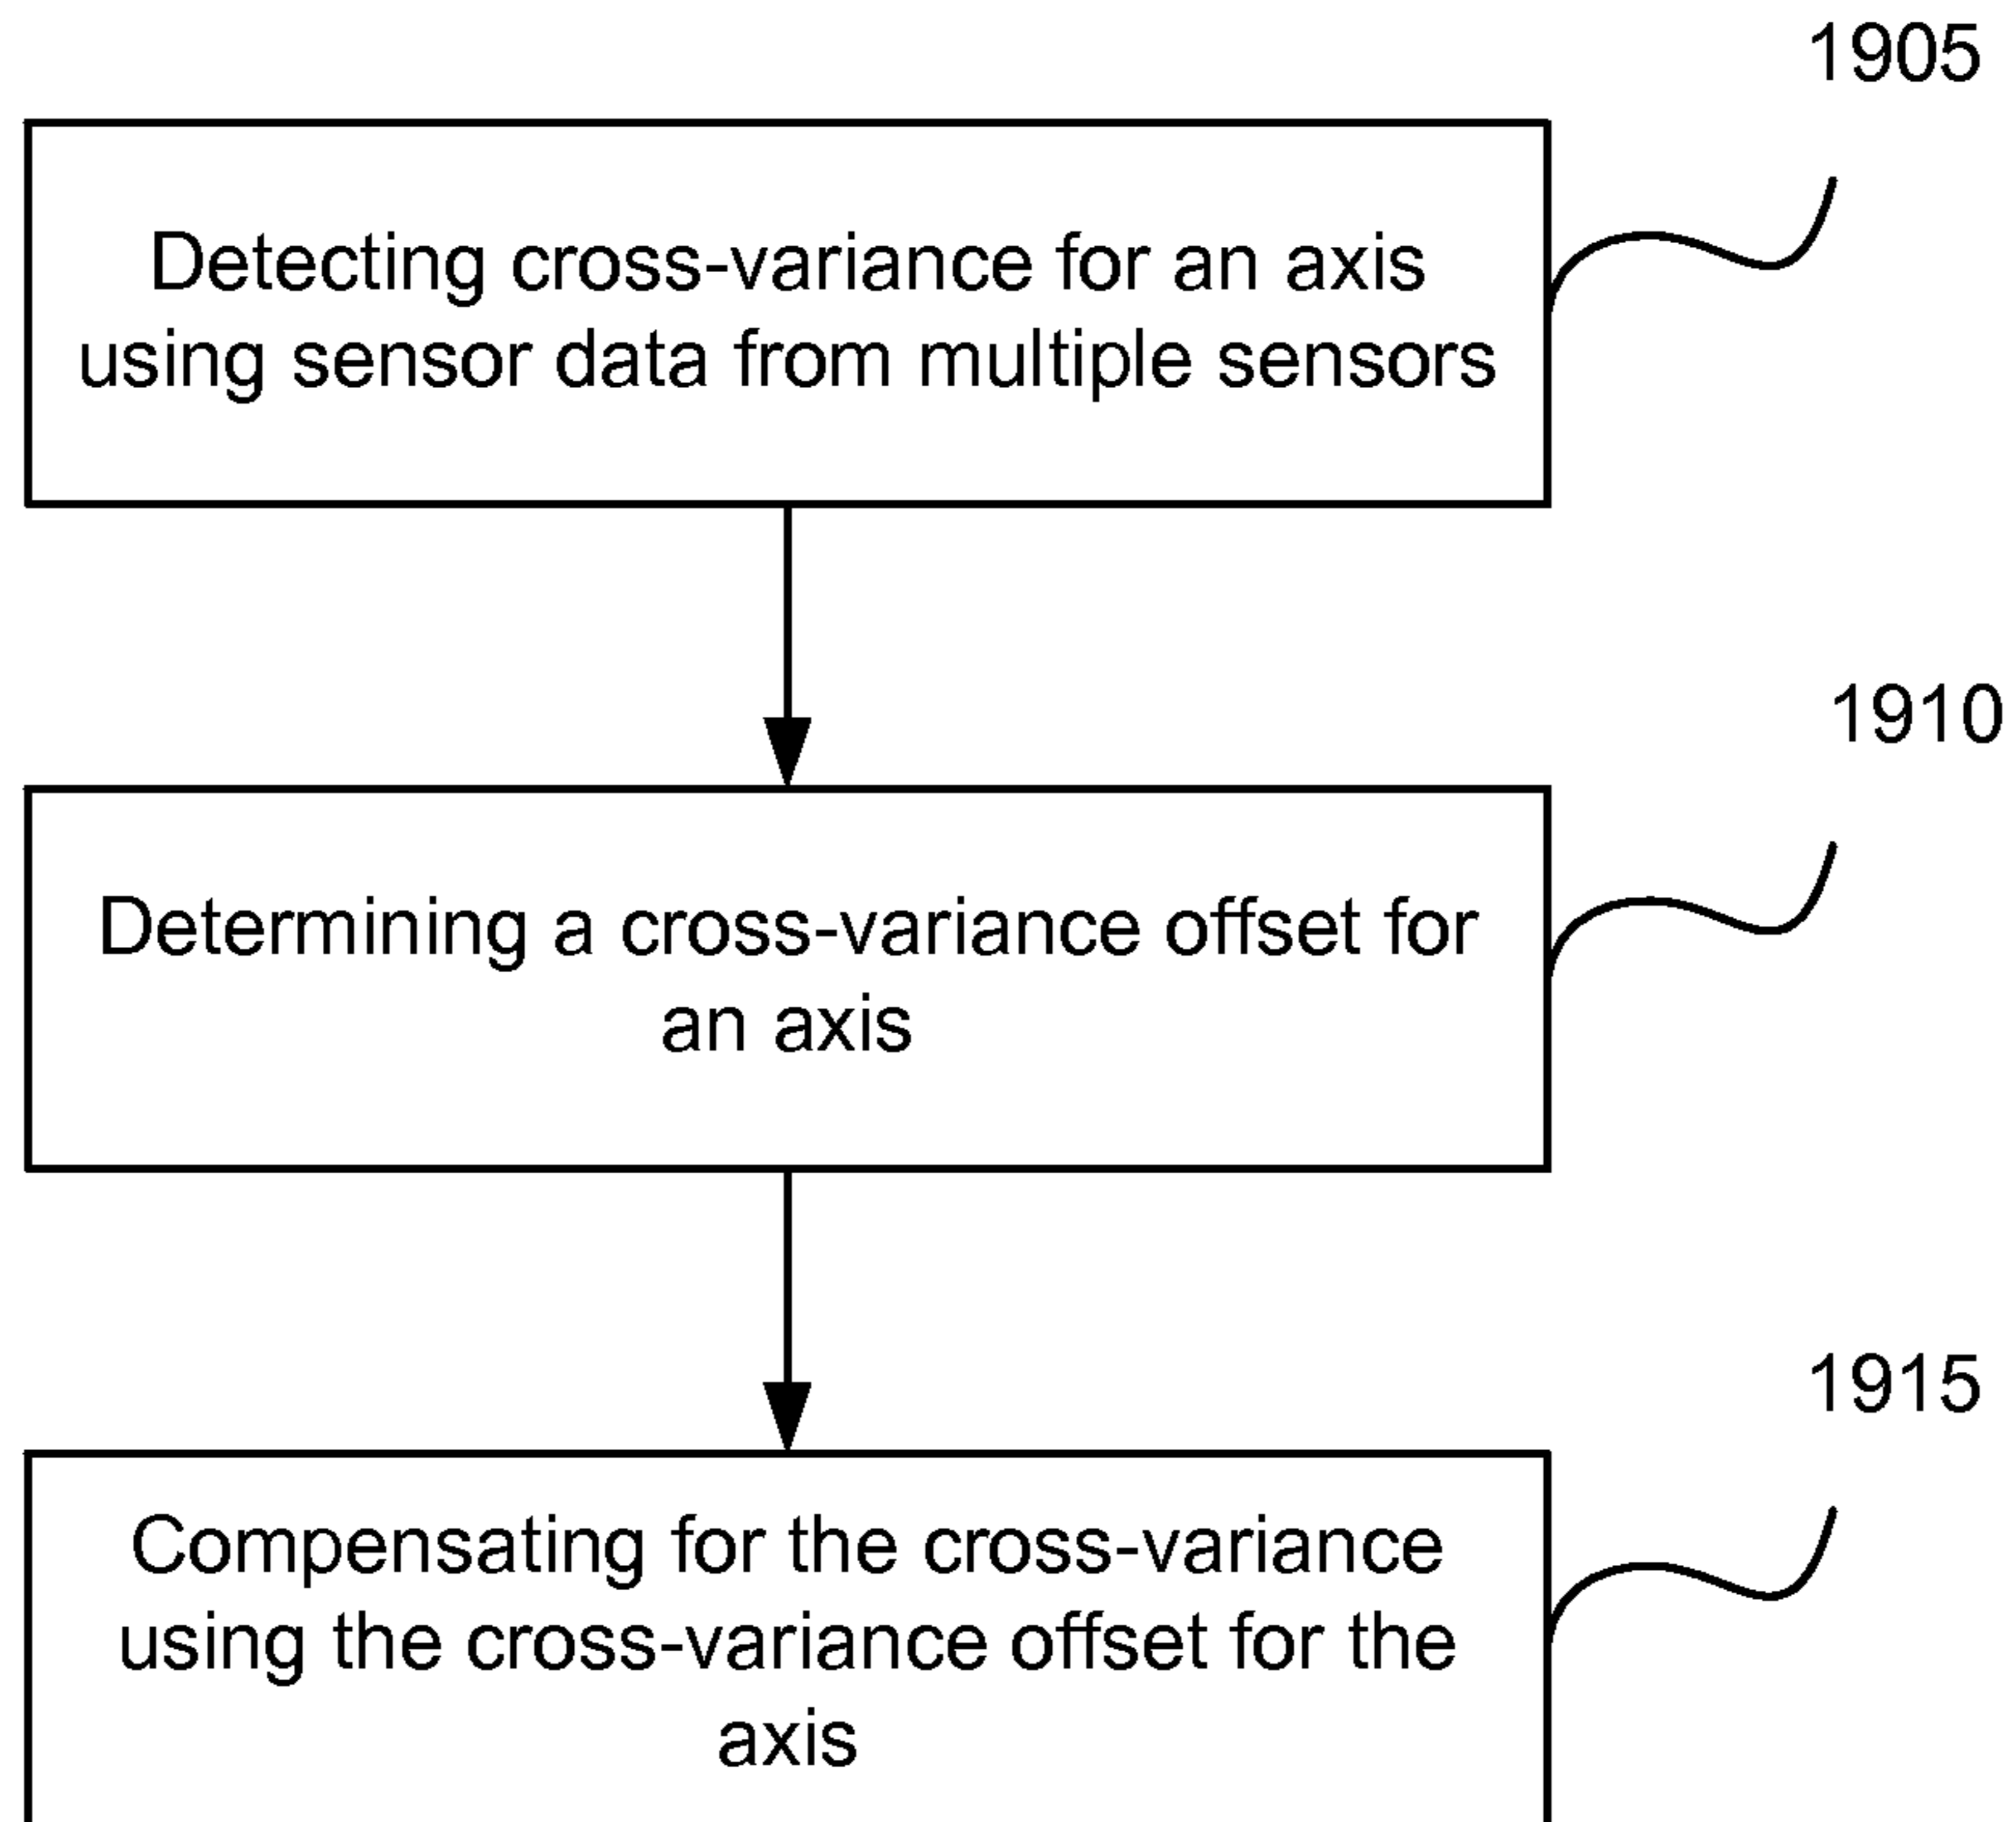 1905
Detecting cross-variance for an axis
using sensor data from multiple sensors
1910
Determining a cross-variance offset for
an axis
1915
Compensating for the cross-variance
using the cross-variance offset for the
axis